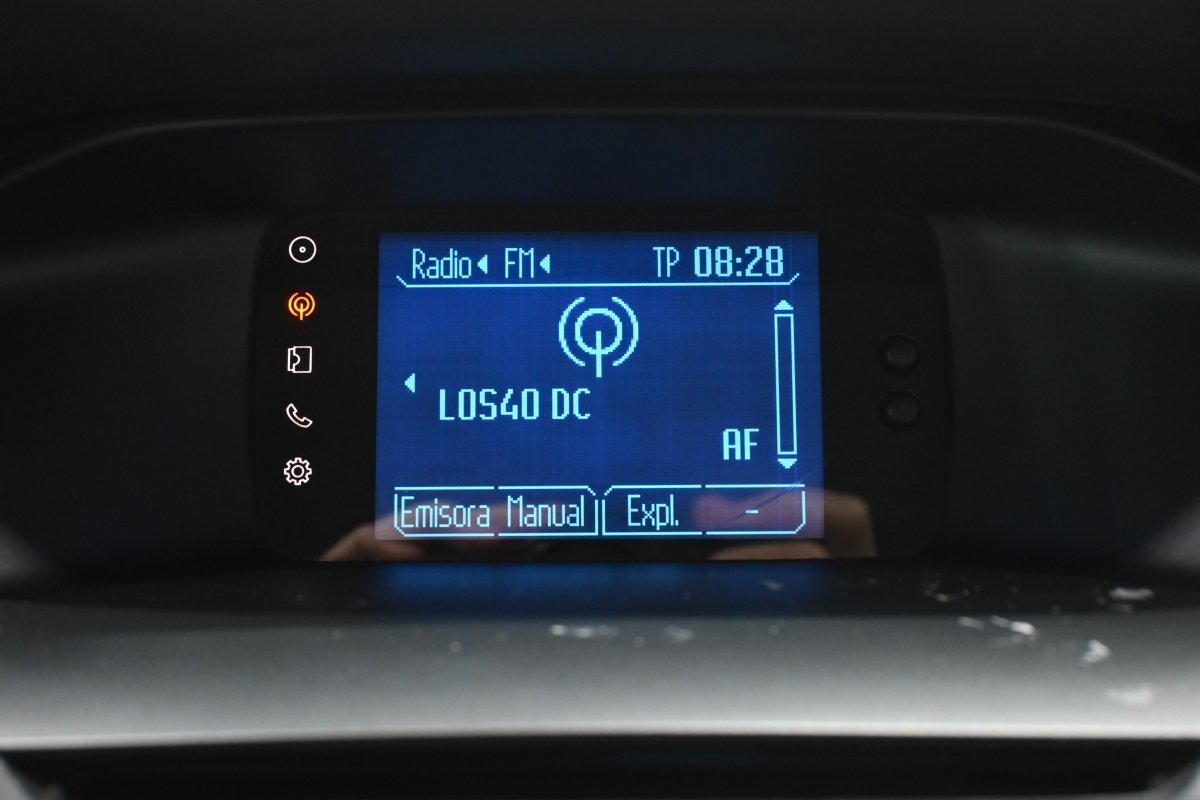 Radio FM TP 08:28
LOS40 DC
AF
Emisora Manual Expl. -